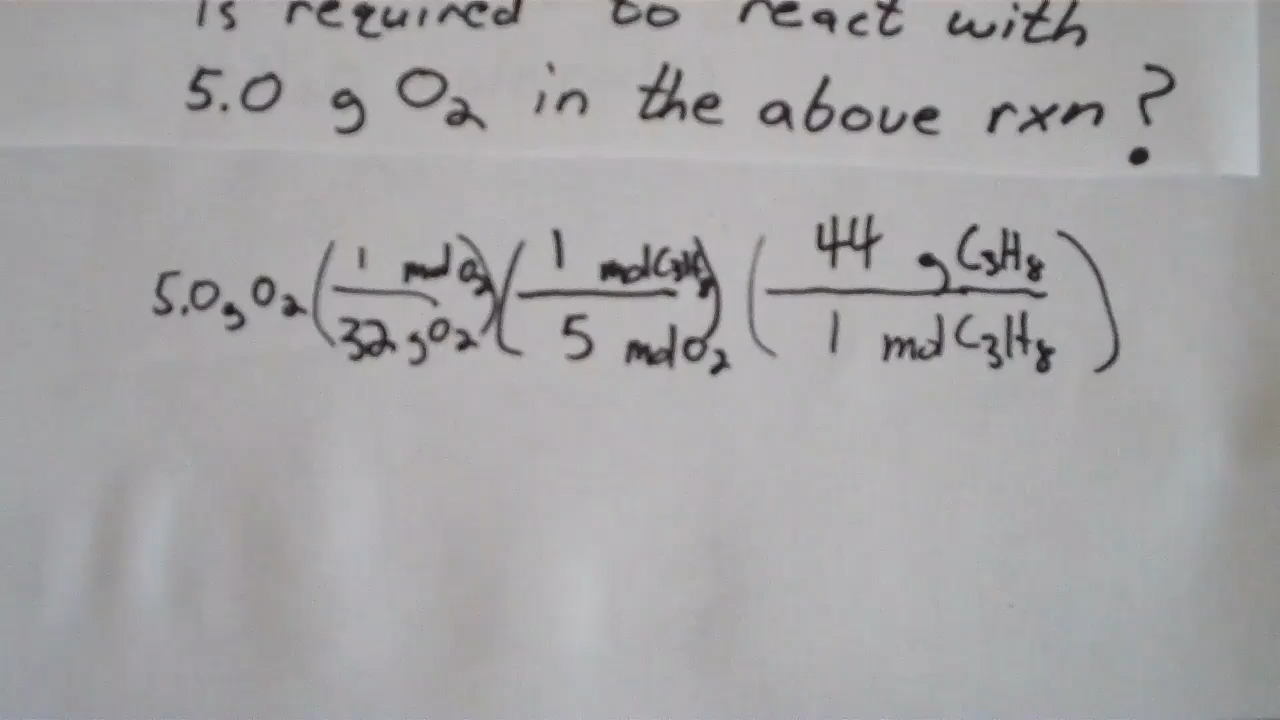 is required to react with
5.0 g O₂ in the above rxn?
5.0 g O₂ (1 mol O₂ / 32 g O₂) (1 mol C₃H₈ / 5 mol O₂) (44 g C₃H₈ / 1 mol C₃H₈)